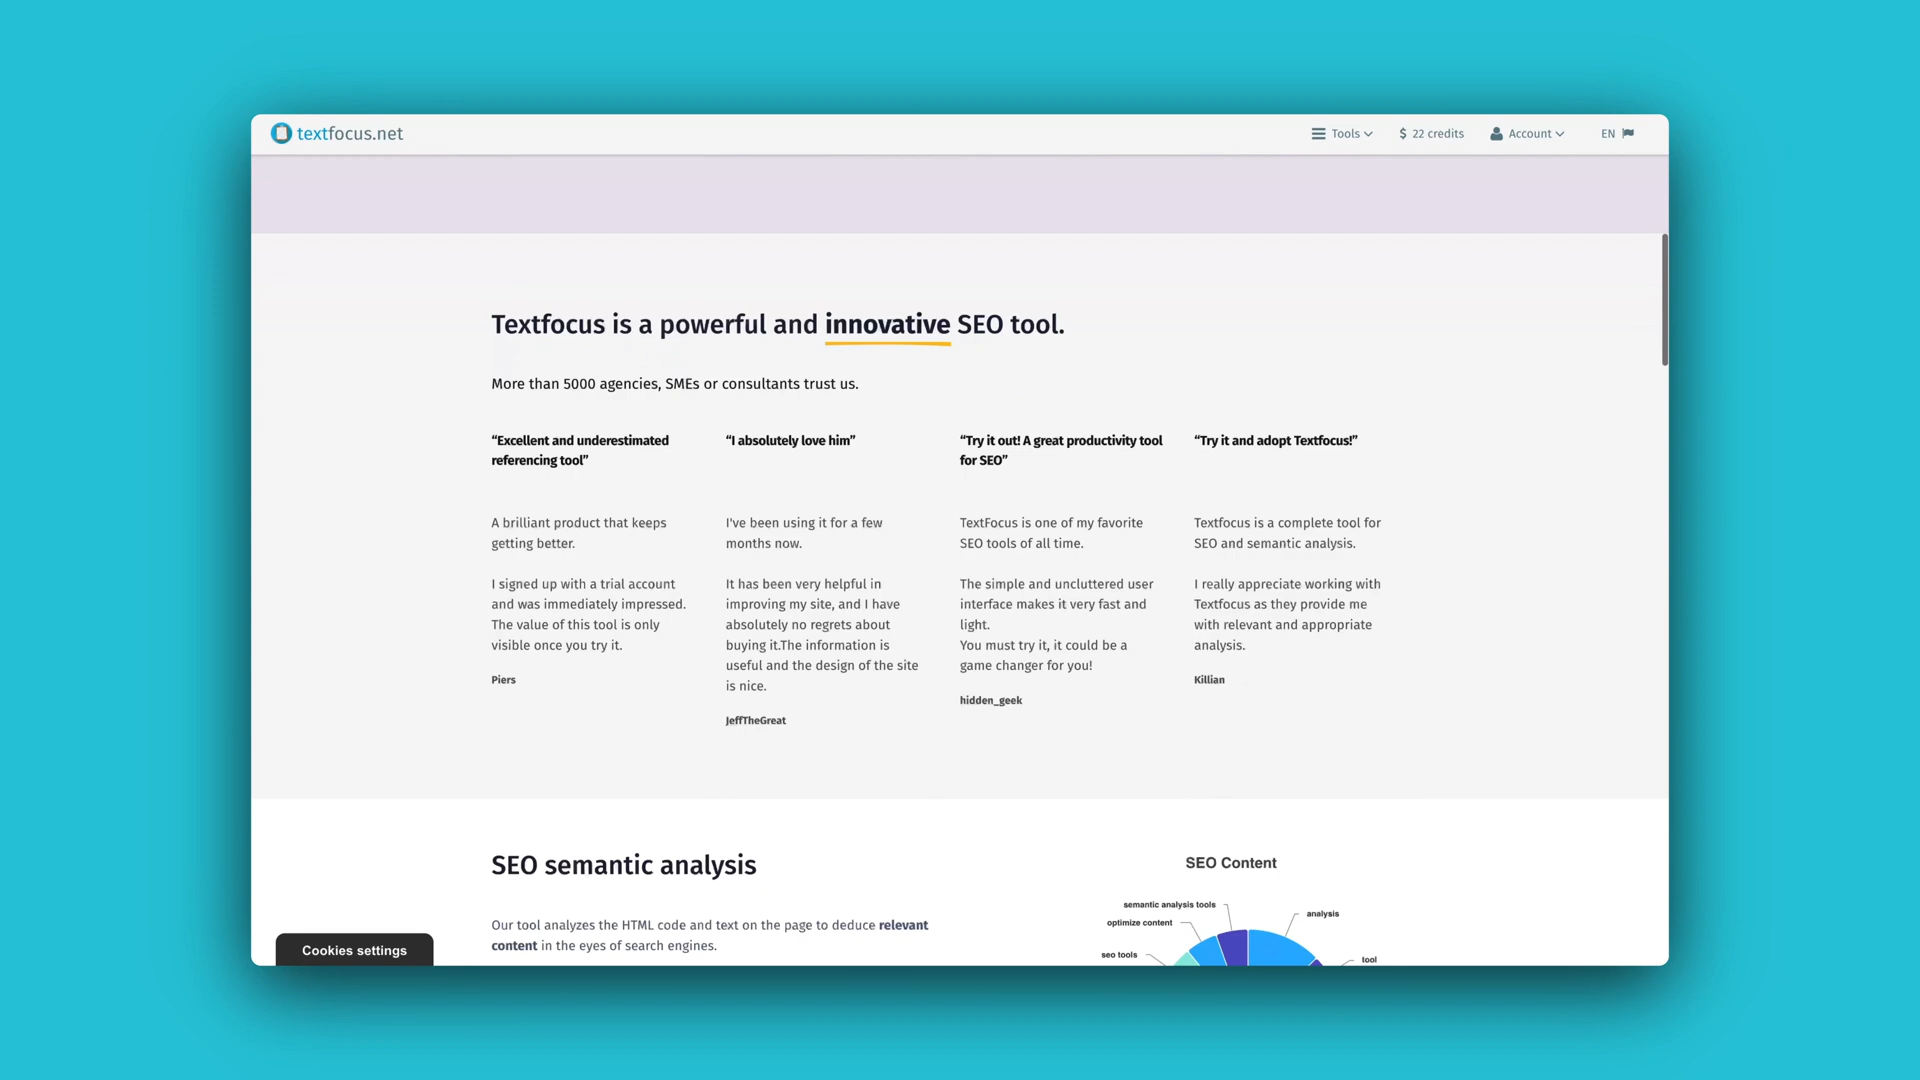 textfocus.net
Tools
$ 22 credits
Account
EN
Textfocus is a powerful and innovative SEO tool.
More than 5000 agencies, SMEs or consultants trust us.
“Excellent and underestimated
referencing tool”
A brilliant product that keeps
getting better.
I signed up with a trial account
and was immediately impressed.
The value of this tool is only
visible once you try it.
Piers
“I absolutely love him”
I've been using it for a few
months now.
It has been very helpful in
improving my site, and I have
absolutely no regrets about
buying it.The information is
useful and the design of the site
is nice.
JeffTheGreat
“Try it out! A great productivity tool
for SEO”
TextFocus is one of my favorite
SEO tools of all time.
The simple and uncluttered user
interface makes it very fast and
light.
You must try it, it could be a
game changer for you!
hidden_geek
“Try it and adopt Textfocus!”
Textfocus is a complete tool for
SEO and semantic analysis.
I really appreciate working with
Textfocus as they provide me
with relevant and appropriate
analysis.
Killian
SEO semantic analysis
Our tool analyzes the HTML code and text on the page to deduce relevant
content in the eyes of search engines.
SEO Content
semantic analysis tools
analysis
optimize content
seo tools
tool
Cookies settings